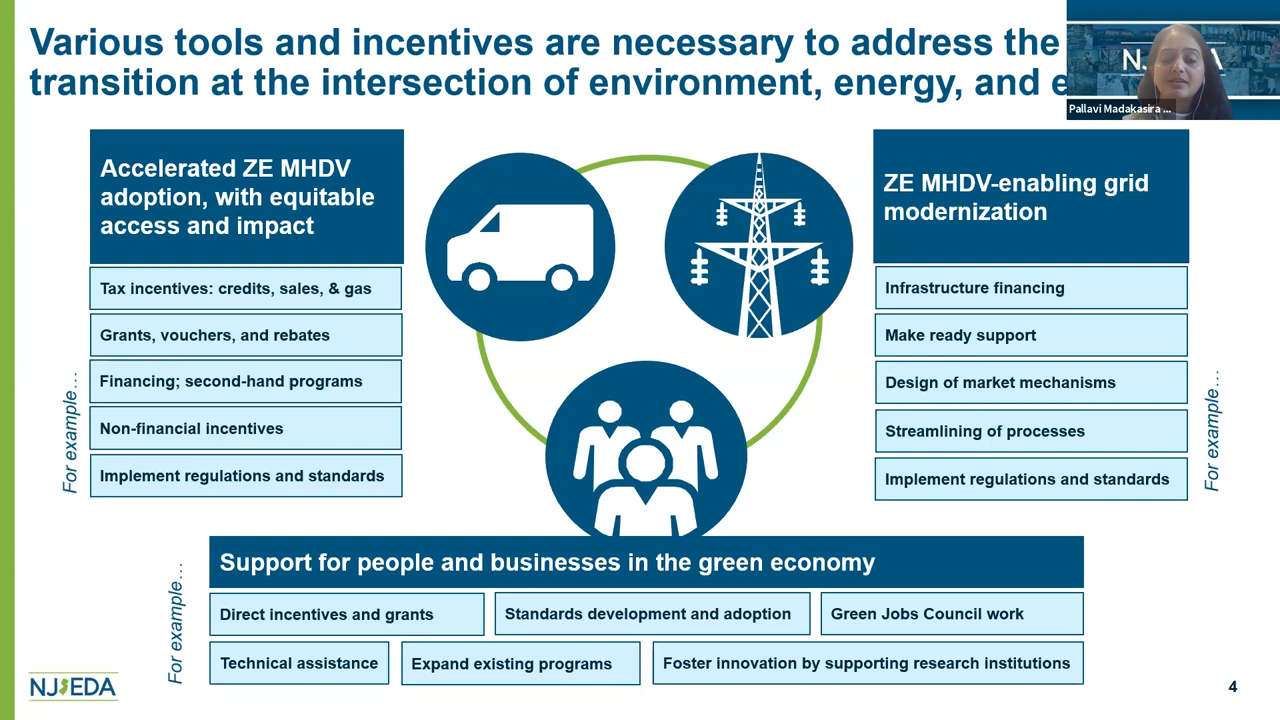 Various tools and incentives are necessary to address the
transition at the intersection of environment, energy, and
Pallavi Madakasira ...
Accelerated ZE MHDV
adoption, with equitable
access and impact
Tax incentives: credits, sales, & gas
Grants, vouchers, and rebates
Financing; second-hand programs
Non-financial incentives
Implement regulations and standards
For example…
ZE MHDV-enabling grid
modernization
Infrastructure financing
Make ready support
Design of market mechanisms
Streamlining of processes
Implement regulations and standards
For example…
Support for people and businesses in the green economy
Direct incentives and grants
Standards development and adoption
Green Jobs Council work
Technical assistance
Expand existing programs
Foster innovation by supporting research institutions
For example…
NJEDA
4